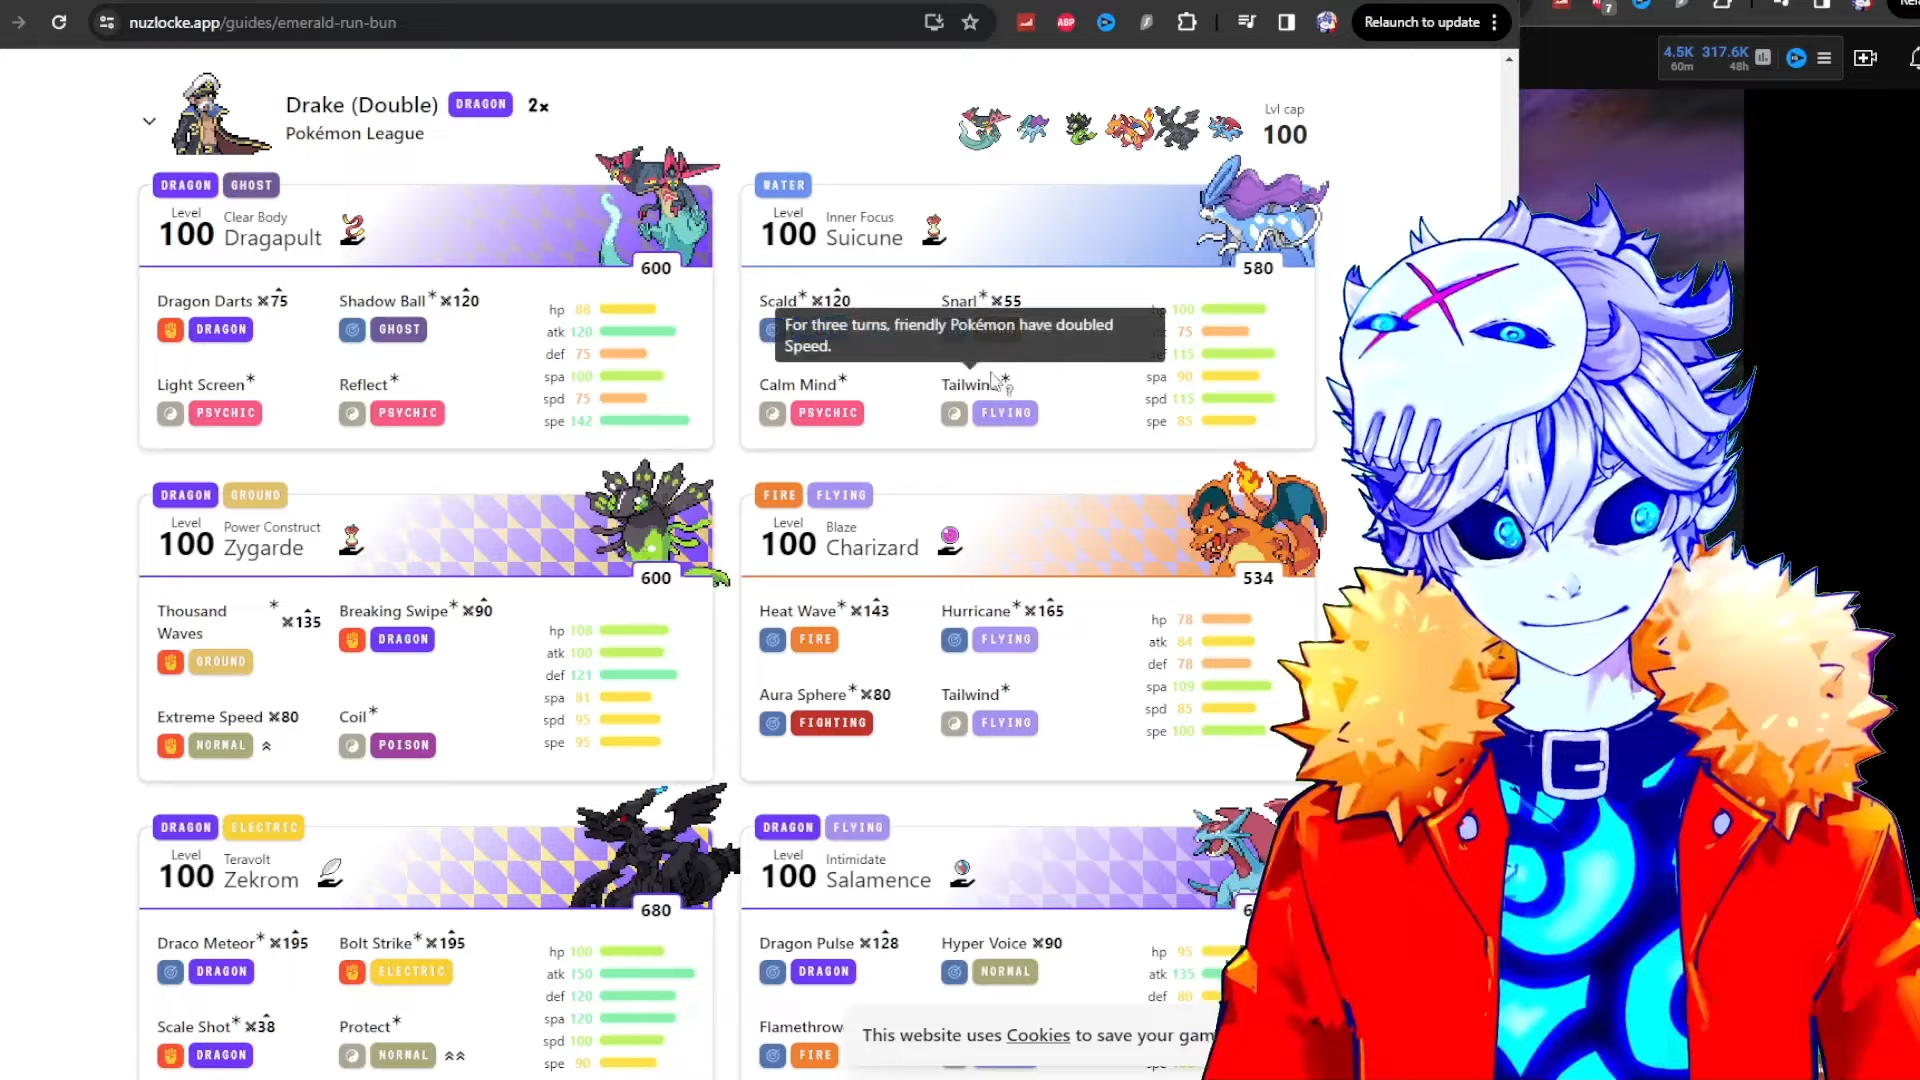 nuzlocke.app/guides/emerald-run-bun
ABP
Relaunch to update
7
4.5K 317.6K
60m 48h
Drake (Double) DRAGON 2x
Pokémon League
Lvl cap
100
DRAGON GHOST
Level
100
Clear Body
Dragapult
600
Dragon Darts 75
DRAGON
Shadow Ball* 120
GHOST
Light Screen*
PSYCHIC
Reflect*
PSYCHIC
hp 88
atk 120
def 75
spa 100
spd 75
spe 142
WATER
Level
100
Inner Focus
Suicune
580
Scald* 120
Snarl* 55
For three turns, friendly Pokémon have doubled
Speed.
Calm Mind*
PSYCHIC
Tailwind*
FLYING
100
75
115
spa 90
spd 115
spe 85
DRAGON GROUND
Level
100
Power Construct
Zygarde
600
Thousand
Waves
* 135
GROUND
Breaking Swipe* 90
DRAGON
Extreme Speed 80
NORMAL
Coil*
POISON
hp 108
atk 100
def 121
spa 81
spd 95
spe 95
FIRE FLYING
Level
100
Blaze
Charizard
534
Heat Wave* 143
FIRE
Hurricane* 165
FLYING
Aura Sphere* 80
FIGHTING
Tailwind*
FLYING
hp 78
atk 84
def 78
spa 109
spd 85
spe 100
DRAGON ELECTRIC
Level
100
Teravolt
Zekrom
680
Draco Meteor* 195
DRAGON
Bolt Strike* 195
ELECTRIC
Scale Shot* 38
DRAGON
Protect*
NORMAL
hp 100
atk 150
def 120
spa 120
spd 100
spe 90
DRAGON FLYING
Level
100
Intimidate
Salamence
Dragon Pulse 128
DRAGON
Hyper Voice 90
NORMAL
Flamethrow
FIRE
hp 95
atk 135
def 80
This website uses Cookies to save your gam